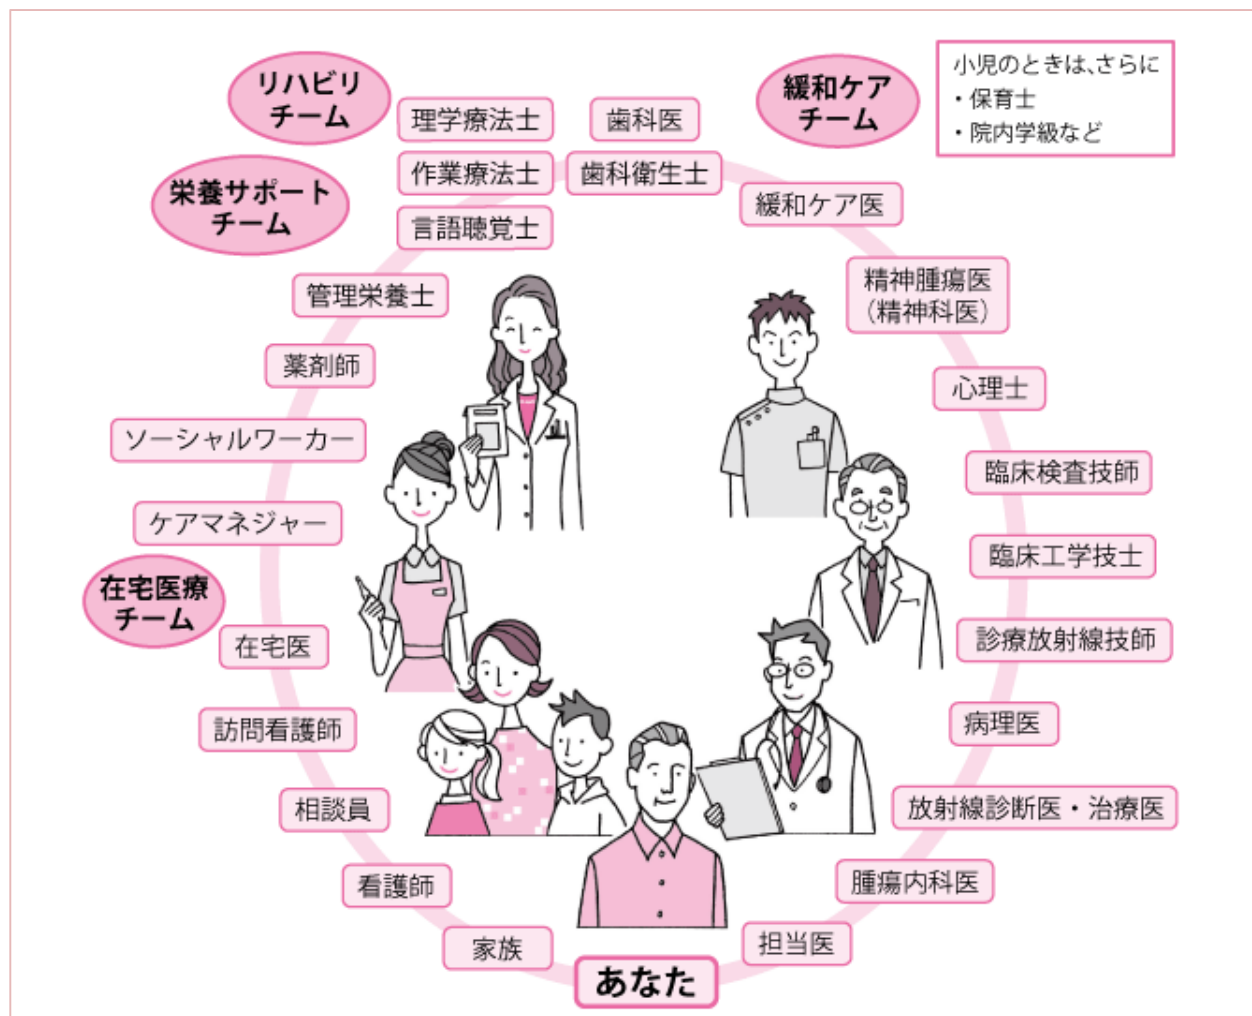 リハビリ
チーム
理学療法士
歯科医
緩和ケア
チーム
小児のときは、さらに
・保育士
・院内学級など
作業療法士
歯科衛生士
栄養サポート
チーム
緩和ケア医
言語聴覚士
管理栄養士
精神腫瘍医
（精神科医）
薬剤師
心理士
ソーシャルワーカー
臨床検査技師
ケアマネジャー
臨床工学技士
在宅医療
チーム
在宅医
診療放射線技師
訪問看護師
病理医
相談員
放射線診断医・治療医
看護師
腫瘍内科医
家族
担当医
あなた